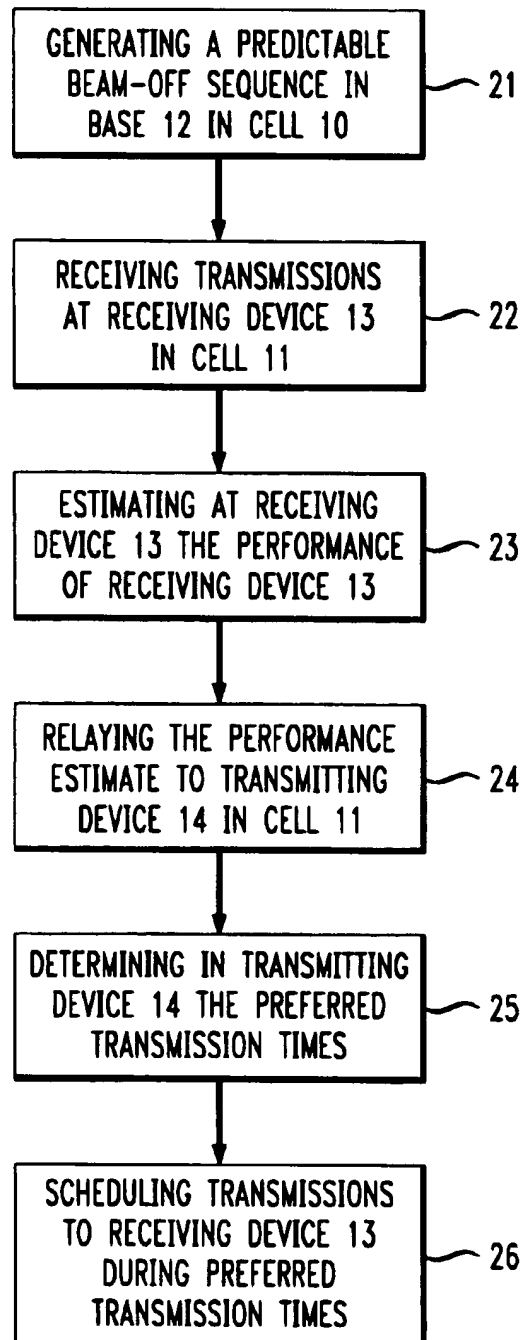 GENERATING A PREDICTABLE
BEAM-OFF SEQUENCE IN
BASE 12 IN CELL 10
21
RECEIVING TRANSMISSIONS
AT RECEIVING DEVICE 13
IN CELL 11
22
ESTIMATING AT RECEIVING
DEVICE 13 THE PERFORMANCE
OF RECEIVING DEVICE 13
23
RELAYING THE PERFORMANCE
ESTIMATE TO TRANSMITTING
DEVICE 14 IN CELL 11
24
DETERMINING IN TRANSMITTING
DEVICE 14 THE PREFERRED
TRANSMISSION TIMES
25
SCHEDULING TRANSMISSIONS
TO RECEIVING DEVICE 13
DURING PREFERRED
TRANSMISSION TIMES
26